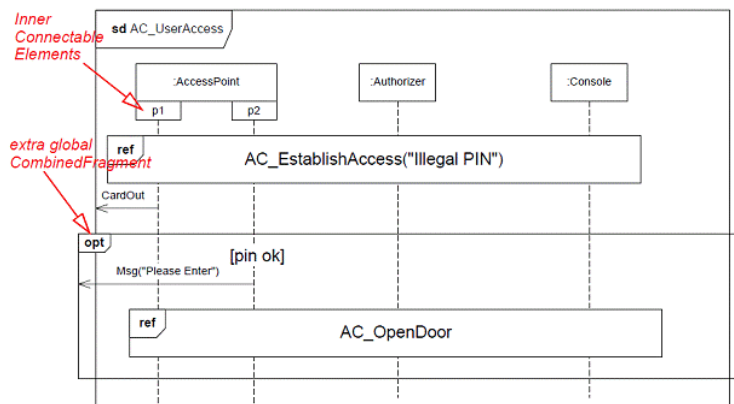 Inner
Connectable
Elements
sd AC_UserAccess
:AccessPoint
:Authorizer
:Console
p1
p2
extra global
CombinedFragment
ref
AC_EstablishAccess("Illegal PIN")
CardOut
opt
[pin ok]
Msg("Please Enter")
ref
AC_OpenDoor